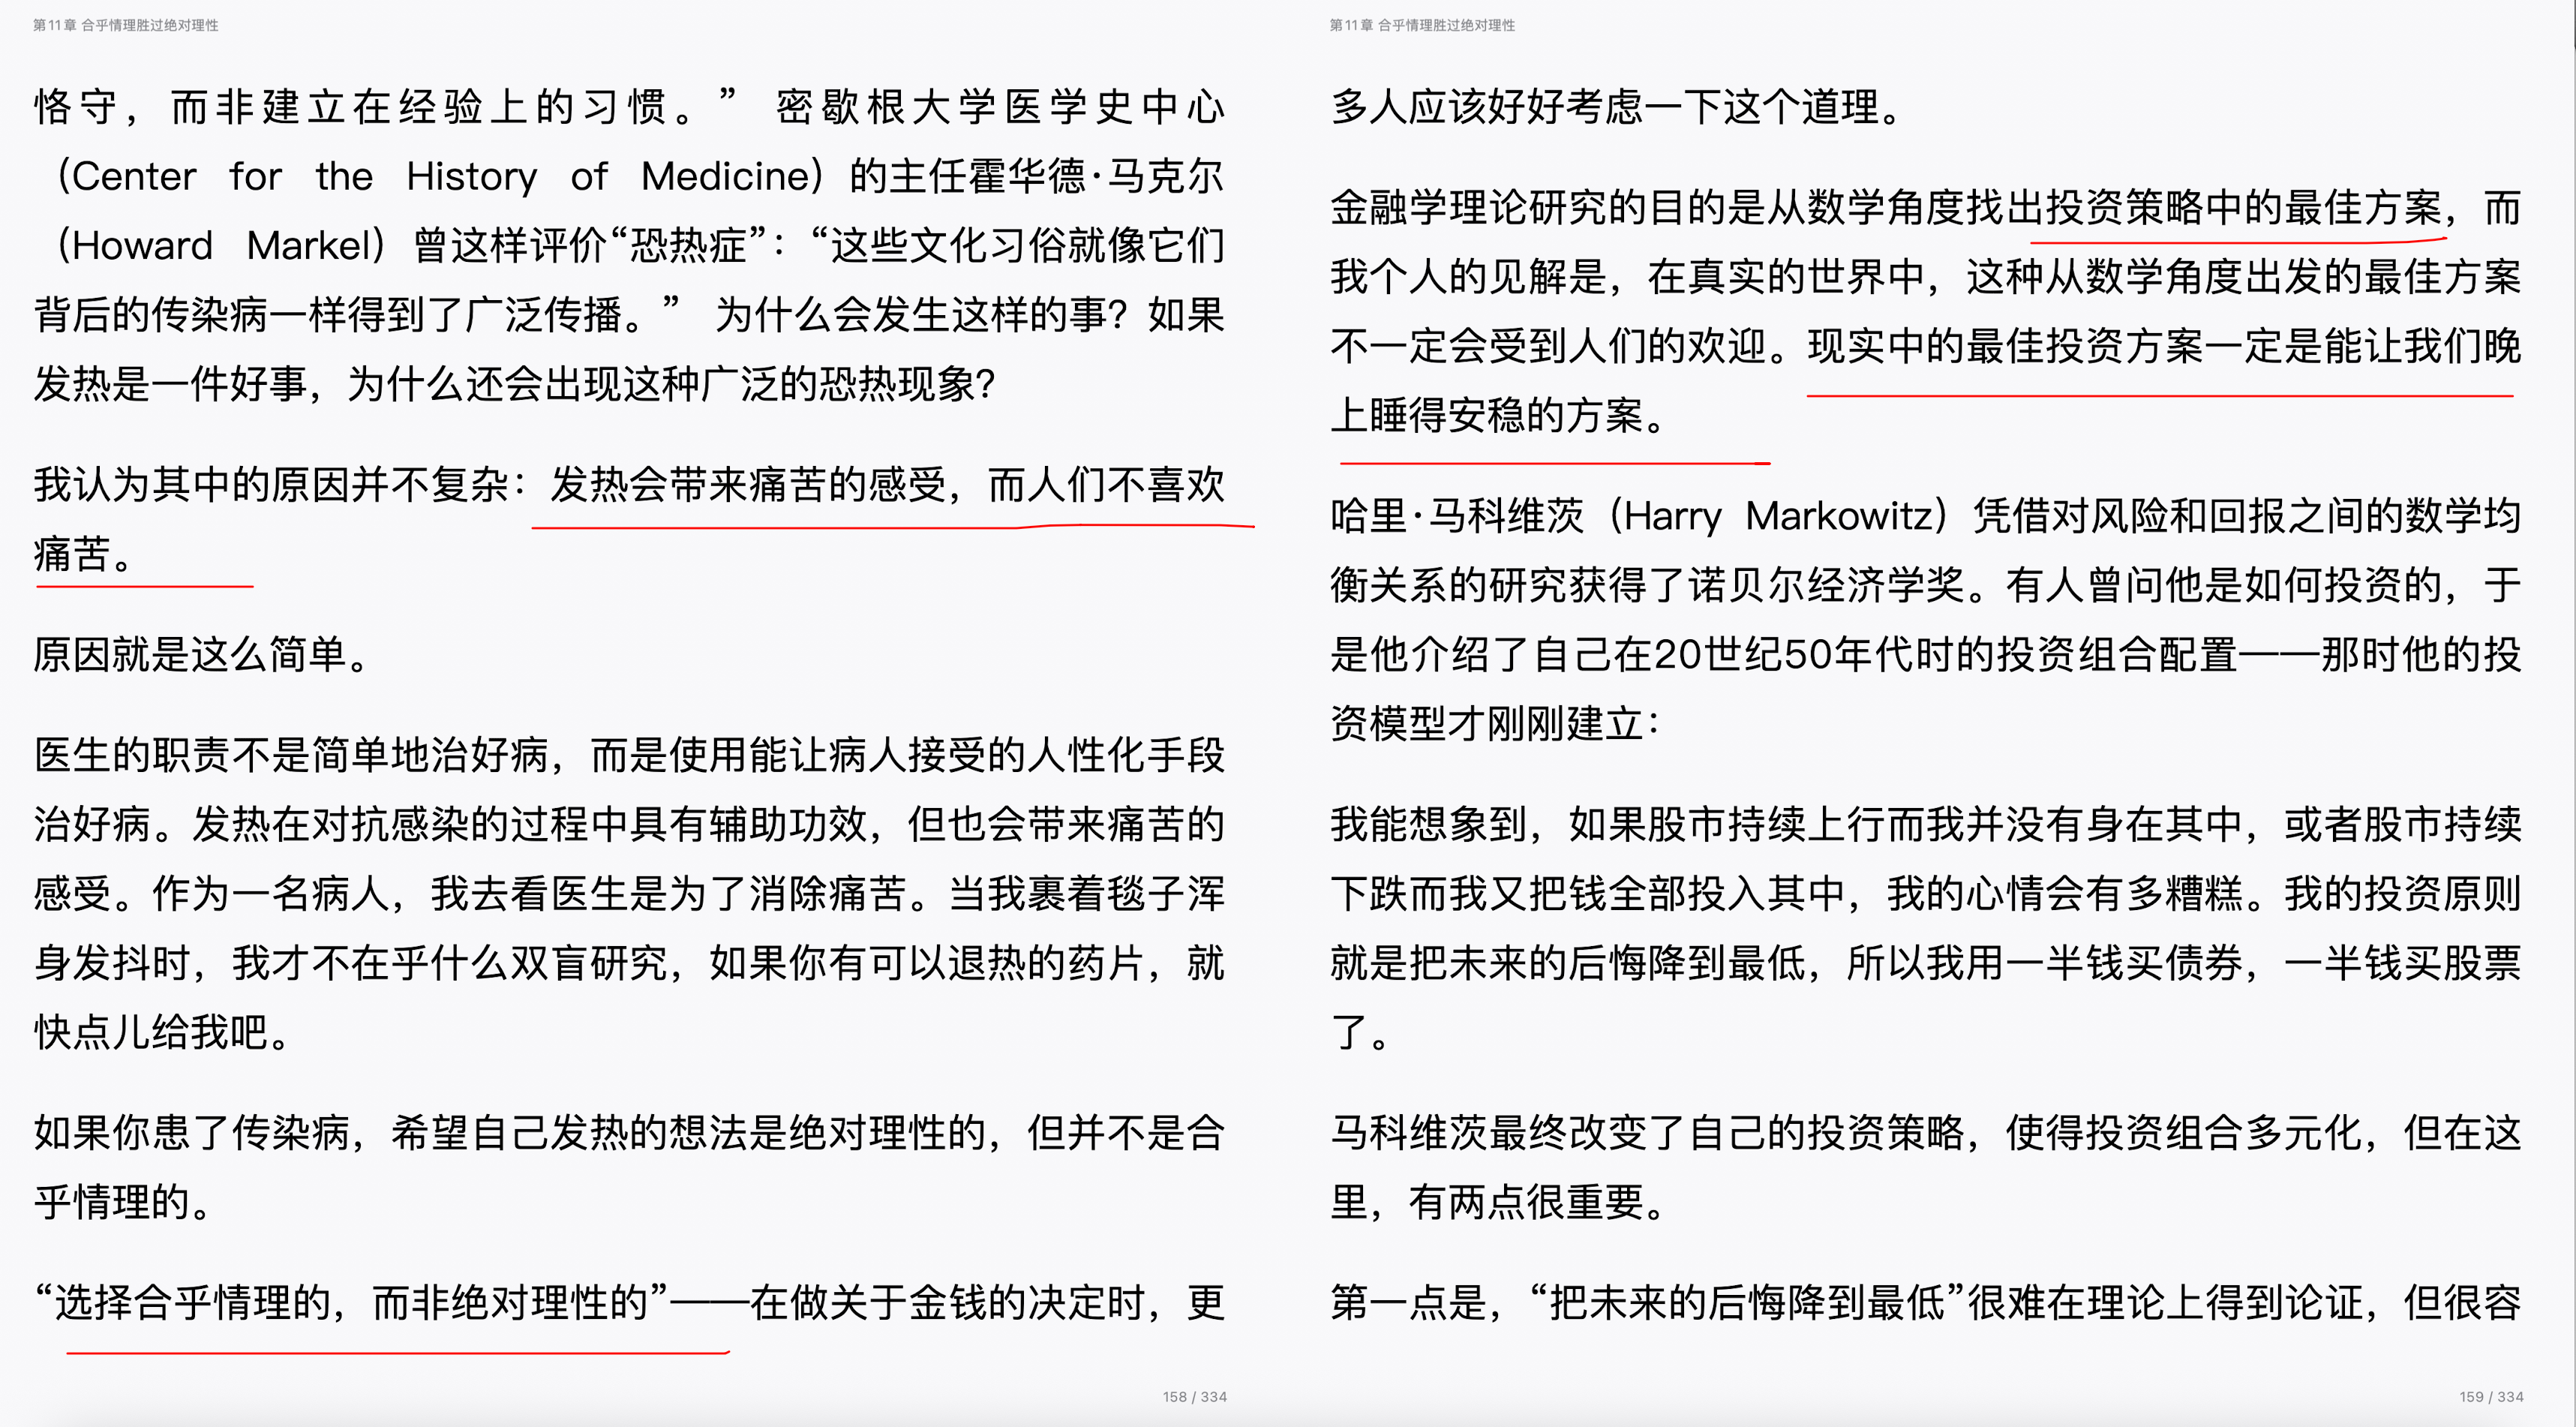 第11章 合乎情理胜过绝对理性
恪守，而非建立在经验上的习惯。” 密歇根大学医学史中心
（Center for the History of Medicine）的主任霍华德·马克尔
（Howard Markel）曾这样评价“恐热症”：“这些文化习俗就像它们
背后的传染病一样得到了广泛传播。” 为什么会发生这样的事？如果
发热是一件好事，为什么还会出现这种广泛的恐热现象？
我认为其中的原因并不复杂：发热会带来痛苦的感受，而人们不喜欢
痛苦。
原因就是这么简单。
医生的职责不是简单地治好病，而是使用能让病人接受的人性化手段
治好病。发热在对抗感染的过程中具有辅助功效，但也会带来痛苦的
感受。作为一名病人，我去看医生是为了消除痛苦。当我裹着毯子浑
身发抖时，我才不在乎什么双盲研究，如果你有可以退热的药片，就
快点儿给我吧。
如果你患了传染病，希望自己发热的想法是绝对理性的，但并不是合
乎情理的。
“选择合乎情理的，而非绝对理性的”——在做关于金钱的决定时，更
158 / 334
第11章 合乎情理胜过绝对理性
多人应该好好考虑一下这个道理。
金融学理论研究的目的是从数学角度找出投资策略中的最佳方案，而
我个人的见解是，在真实的世界中，这种从数学角度出发的最佳方案
不一定会受到人们的欢迎。现实中的最佳投资方案一定是能让我们晚
上睡得安稳的方案。
哈里·马科维茨（Harry Markowitz）凭借对风险和回报之间的数学均
衡关系的研究获得了诺贝尔经济学奖。有人曾问他是如何投资的，于
是他介绍了自己在20世纪50年代时的投资组合配置——那时他的投
资模型才刚刚建立：
我能想象到，如果股市持续上行而我并没有身在其中，或者股市持续
下跌而我又把钱全部投入其中，我的心情会有多糟糕。我的投资原则
就是把未来的后悔降到最低，所以我用一半钱买债券，一半钱买股票
了。
马科维茨最终改变了自己的投资策略，使得投资组合多元化，但在这
里，有两点很重要。
第一点是，“把未来的后悔降到最低”很难在理论上得到论证，但很容
159 / 334